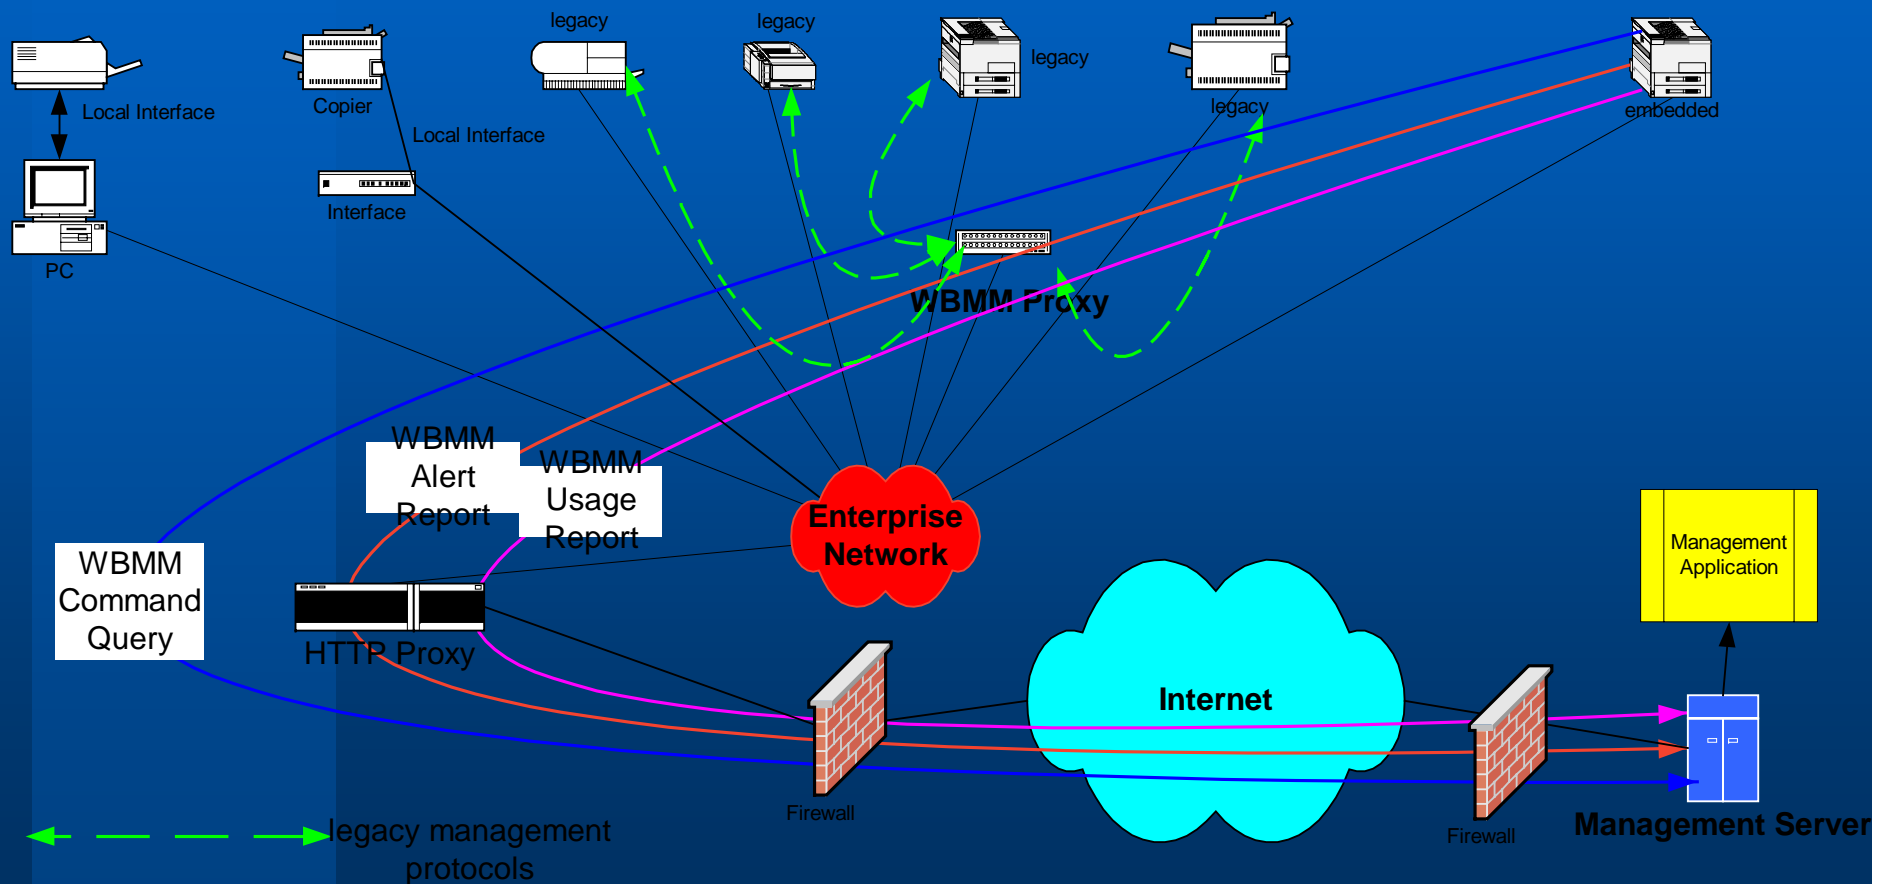 legacy
legacy
legacy
legacy
embedded
Local Interface
Copier
Local Interface
Interface
PC
WBMM Proxy
WBMM
Alert
Report
WBMM
Usage
Report
WBMM
Command
Query
Enterprise
Network
HTTP Proxy
Internet
Management
Application
Firewall
Firewall
Management Server
legacy management
protocols